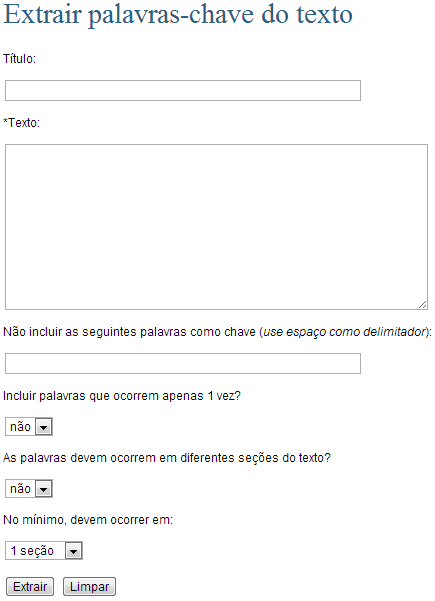 Extrair palavras-chave do texto
Título:
*Texto:
Não incluir as seguintes palavras como chave (use espaço como delimitador):
Incluir palavras que ocorrem apenas 1 vez?
não
As palavras devem ocorrem em diferentes seções do texto?
não
No mínimo, devem ocorrer em:
1 seção
Extrair Limpar